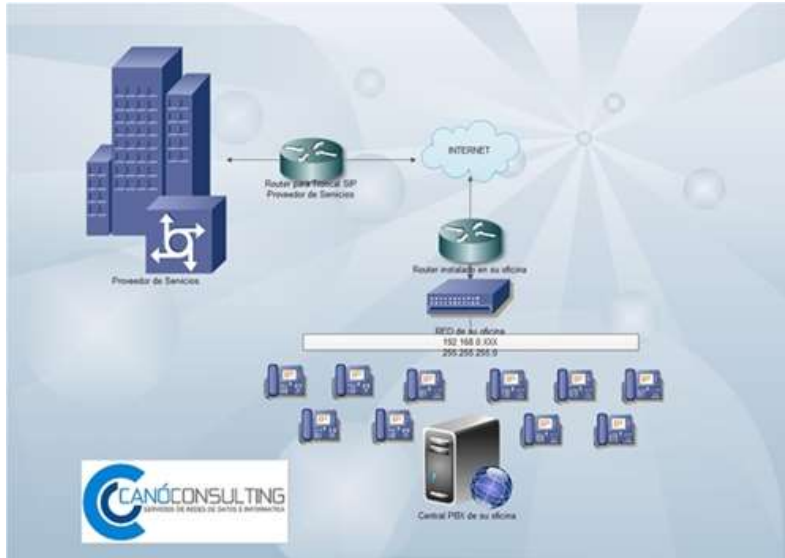 INTERNET
Router para Troncal SIP
Proveedor de Servicios
Router instalado en su oficina
Proveedor de Servicios
RED de su oficina
192.168.0.XXX
255.255.255.0
CANÓCONSULTING
SERVICIOS DE REDES DE DATOS E INFORMATICA
Central PBX de su oficina